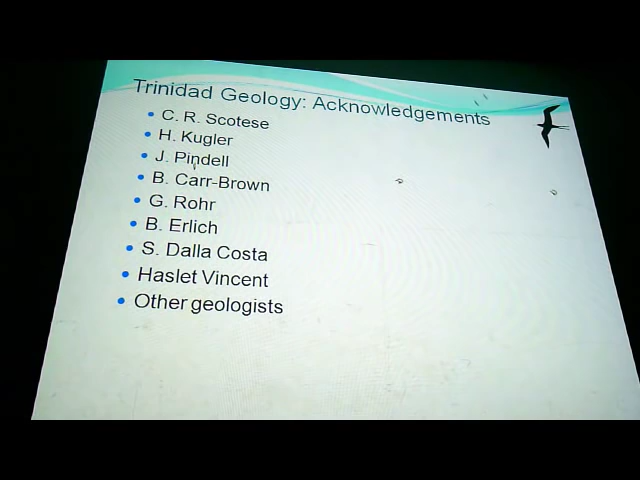 Trinidad Geology: Acknowledgements
C. R. Scotese
H. Kugler
J. Pindell
B. Carr-Brown
G. Rohr
B. Erlich
S. Dalla Costa
Haslet Vincent
Other geologists